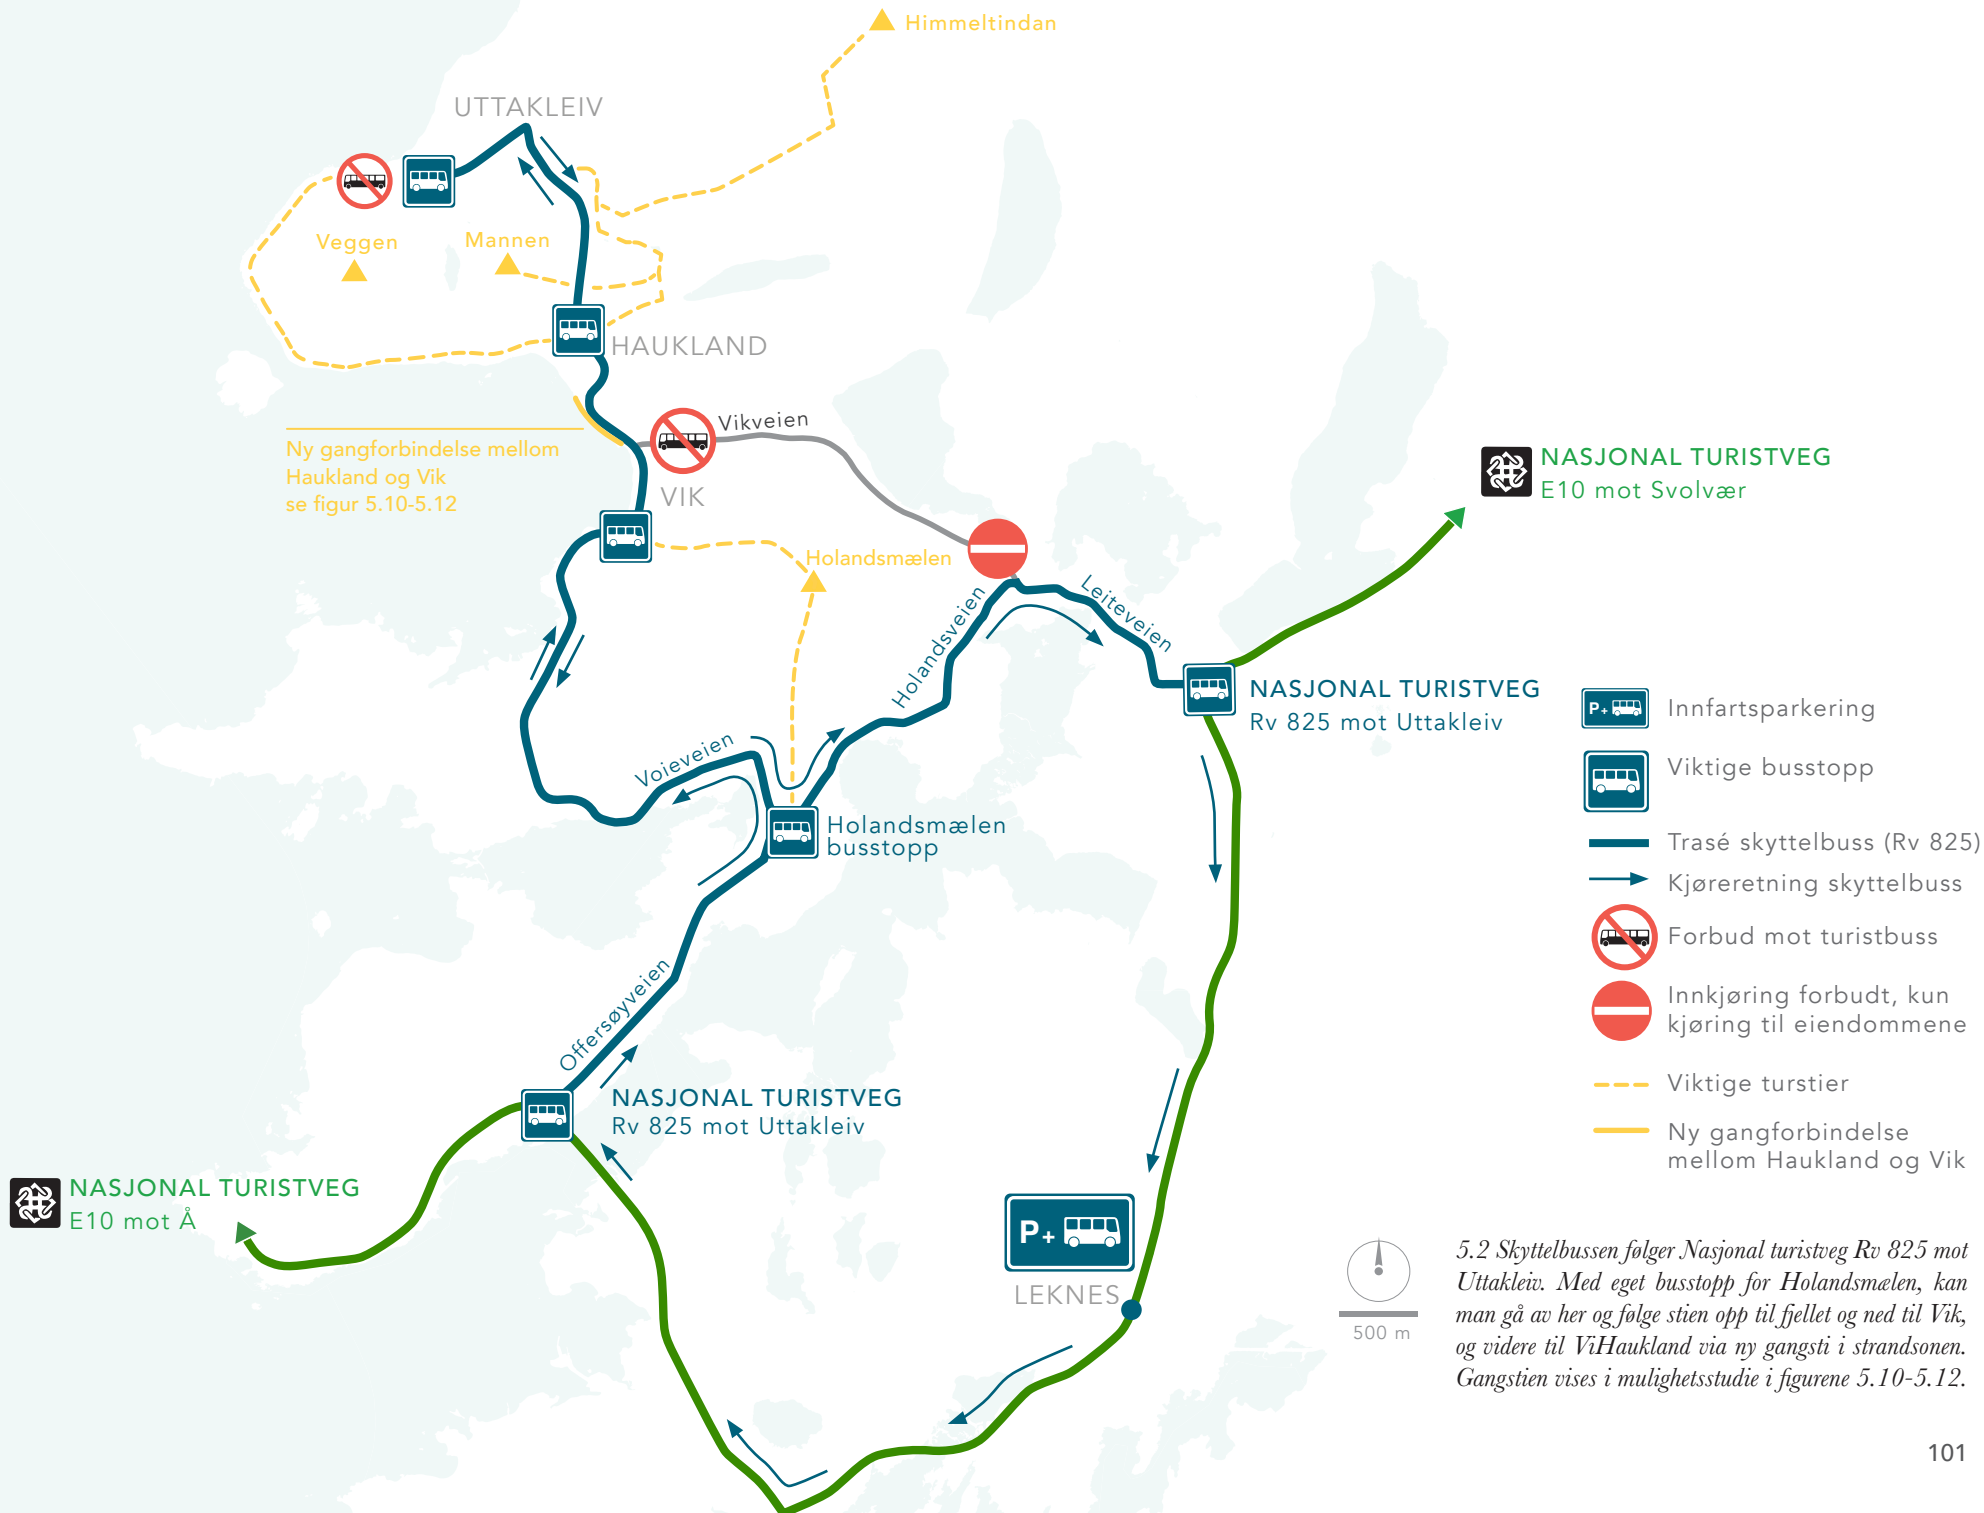 Himmeltindan
UTTAKLEIV
Veggen
Mannen
HAUKLAND
Vikveien
Ny gangforbindelse mellom
Haukland og Vik
se figur 5.10-5.12
VIK
NASJONAL TURISTVEG
E10 mot Svolvær
Holandsmælen
Leiteveien
Holandsveien
NASJONAL TURISTVEG
Rv 825 mot Uttakleiv
Voieveien
Holandsmælen
busstopp
Offersøyveien
NASJONAL TURISTVEG
Rv 825 mot Uttakleiv
NASJONAL TURISTVEG
E10 mot Å
P+
LEKNES
P+
Innfartsparkering
Viktige busstopp
Trasé skyttelbuss (Rv 825)
Kjøreretning skyttelbuss
Forbud mot turistbuss
Innkjøring forbudt, kun
kjøring til eiendommene
Viktige turstier
Ny gangforbindelse
mellom Haukland og Vik
500 m
5.2 Skyttelbussen følger Nasjonal turistveg Rv 825 mot
Uttakleiv. Med eget busstopp for Holandsmælen, kan
man gå av her og følge stien opp til fjellet og ned til Vik,
og videre til ViHaukland via ny gangsti i strandsonen.
Gangstien vises i mulighetsstudie i figurene 5.10-5.12.
101